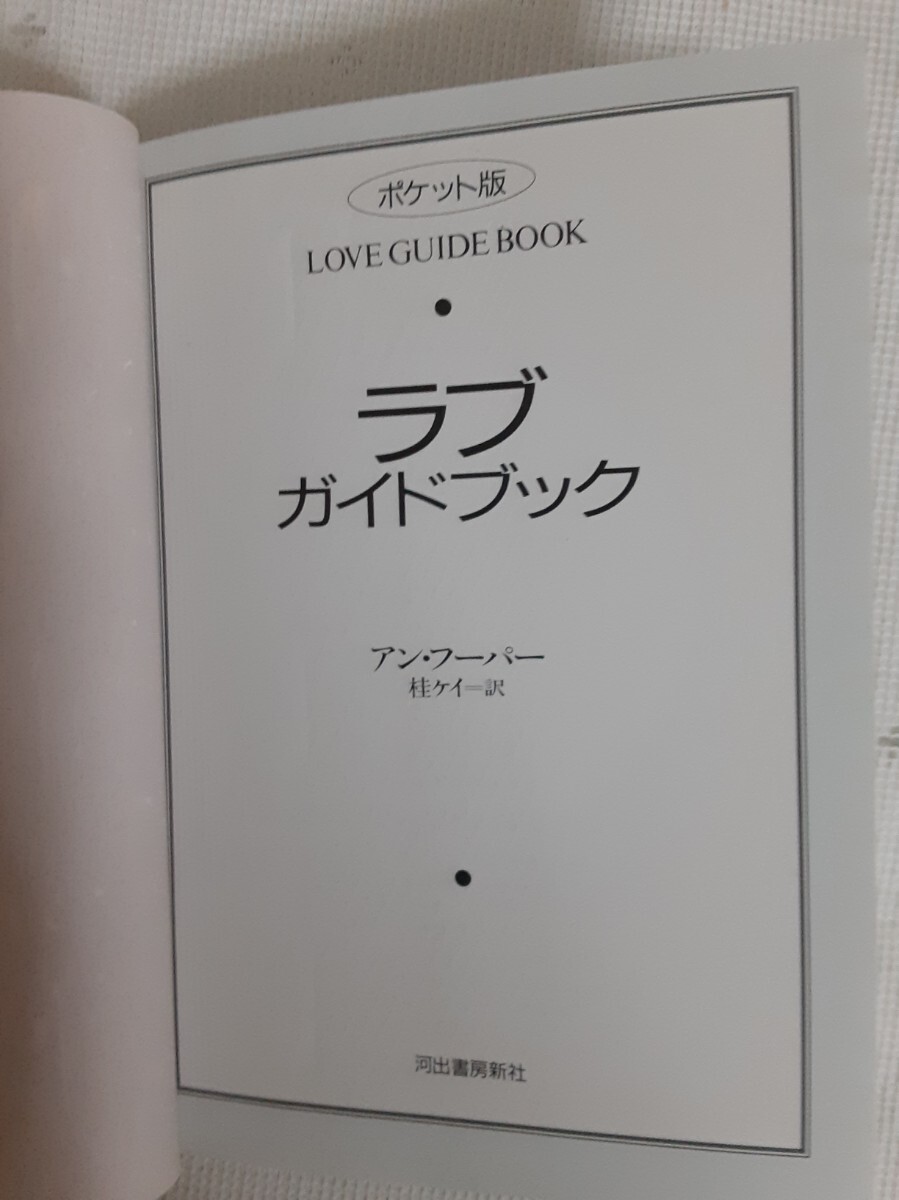 ポケット版
LOVE GUIDE BOOK
ラブ
ガイドブック
アン・フーパー
桂ケイ=訳
河出書房新社